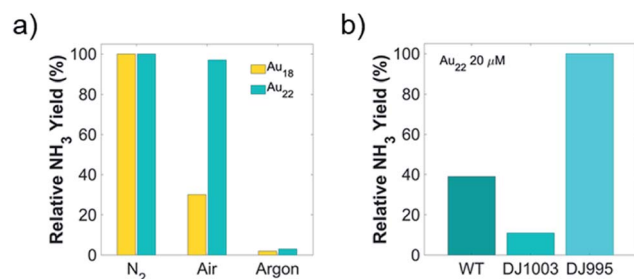 a)
Relative NH₃ Yield (%)
100
80
60
40
20
0
Au₁₈
Au₂₂
N₂ Air Argon
b)
Relative NH₃ Yield (%)
100
80
60
40
20
0
Au₂₂ 20 μM
WT DJ1003 DJ995